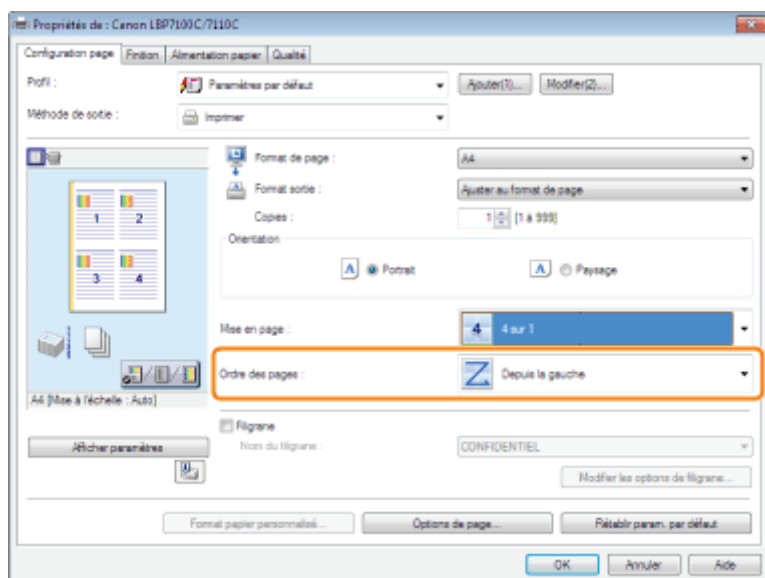 Propriétés de : Canon LBP7100C/7110C
Configuration page Finition Alimentation papier Qualité
Profil : Paramètres par défaut Ajouter(1)... Modifier(2)...
Méthode de sortie : Imprimer
Format de page : A4
Format sortie : Ajuster au format de page
Copies : 1 [1 à 999]
Orientation
A Portrait A Paysage
1 2
3 4
Mise en page : 4 4 sur 1
Ordre des pages : Depuis la gauche
A4 [Mise à l'échelle : Auto]
Filigrane
Afficher paramètres Nom du filigrane : CONFIDENTIEL
Modifier les options de filigrane...
Format papier personnalisé... Options de page... Rétablir param. par défaut
OK Annuler Aide